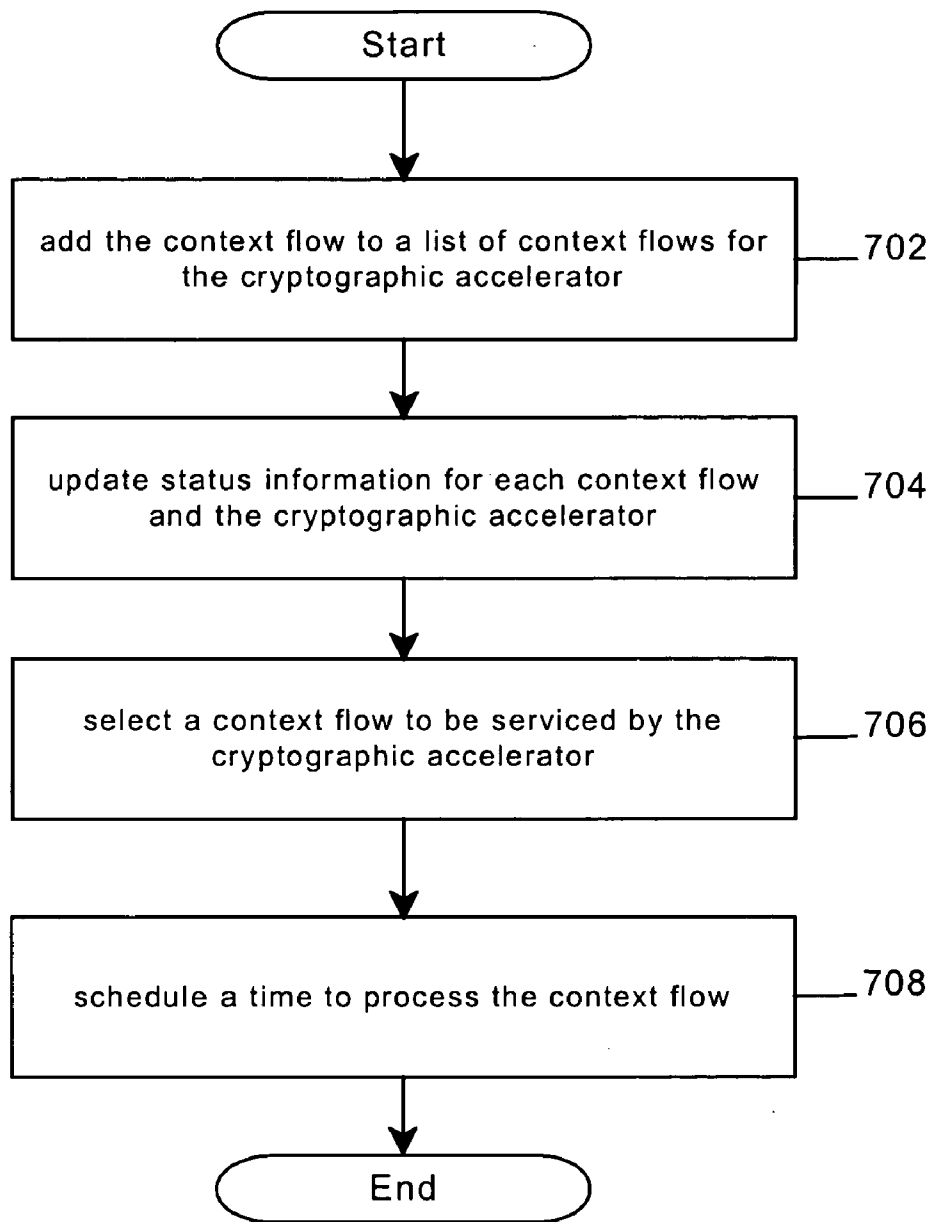 Start
add the context flow to a list of context flows for
the cryptographic accelerator
702
update status information for each context flow
and the cryptographic accelerator
704
select a context flow to be serviced by the
cryptographic accelerator
706
schedule a time to process the context flow
708
End